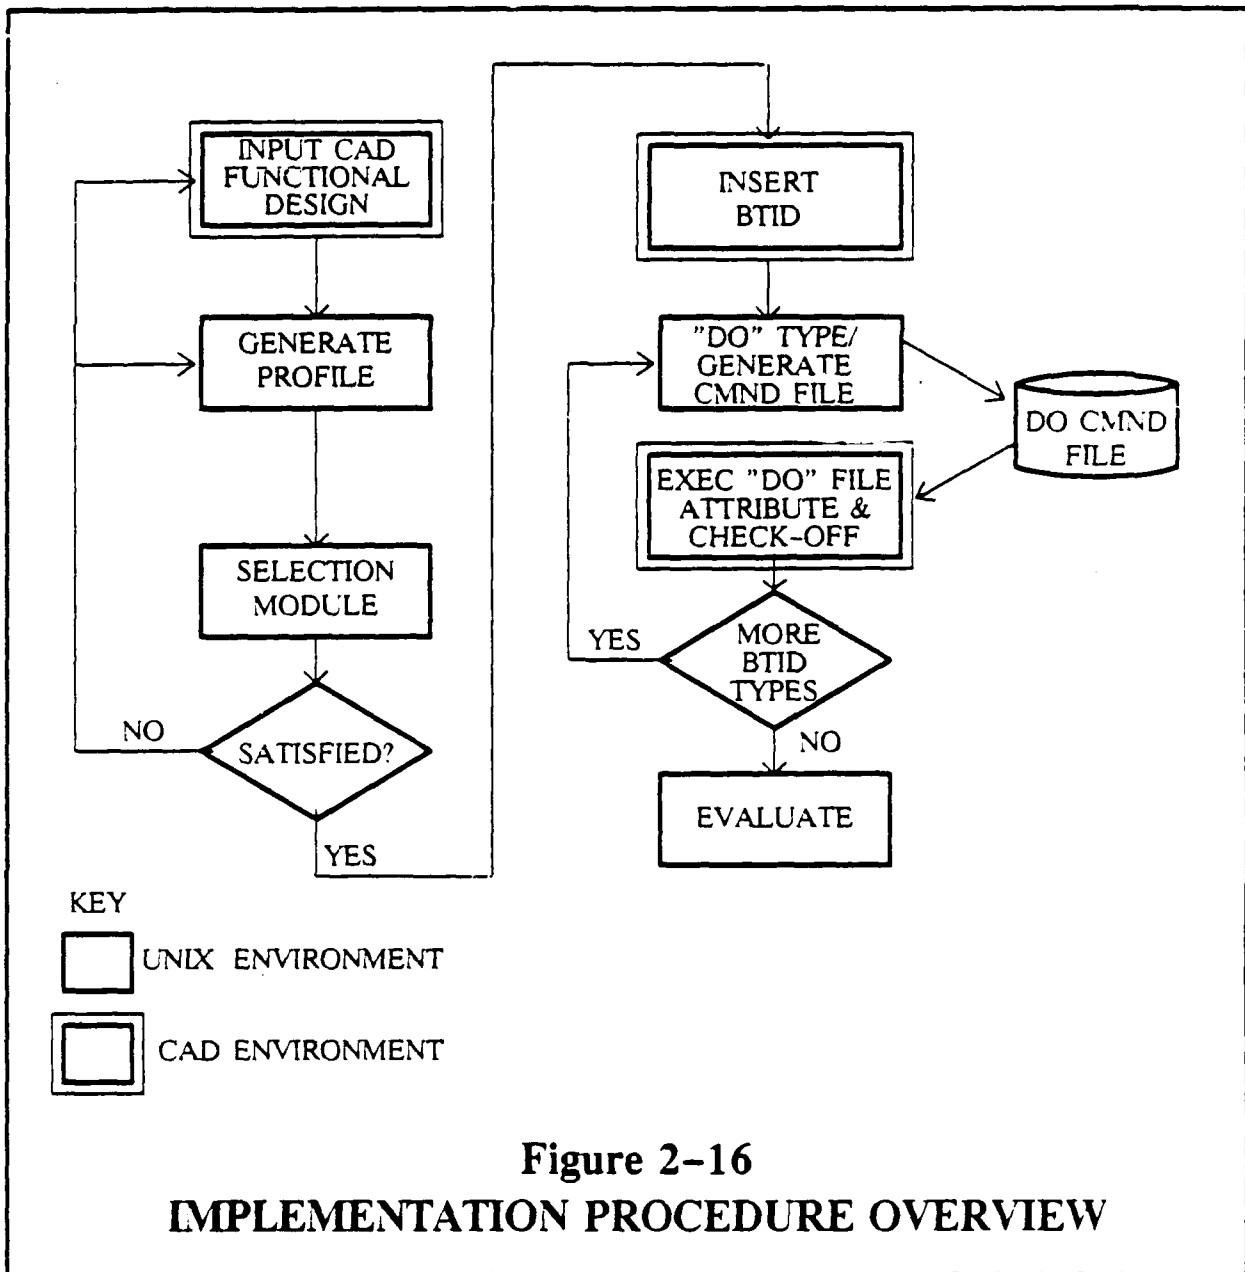 INPUT CAD
FUNCTIONAL
DESIGN
GENERATE
PROFILE
SELECTION
MODULE
NO
SATISFIED?
YES
INSERT
BTID
"DO" TYPE/
GENERATE
CMND FILE
DO CMND
FILE
EXEC "DO" FILE
ATTRIBUTE &
CHECK-OFF
YES
MORE
BTID
TYPES
NO
EVALUATE
KEY
UNIX ENVIRONMENT
CAD ENVIRONMENT
Figure 2-16
IMPLEMENTATION PROCEDURE OVERVIEW